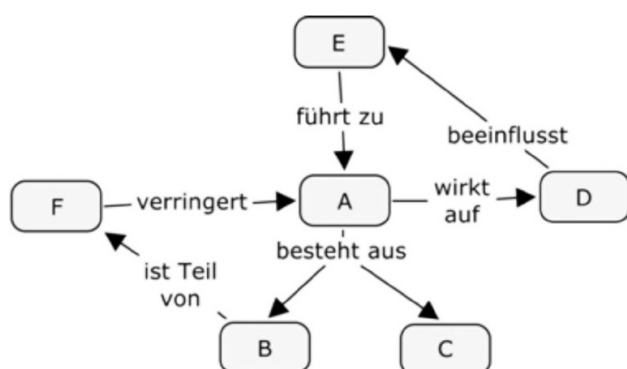 E
führt zu
beeinflusst
F
verringert
A
wirkt
auf
D
besteht aus
ist Teil
von
B
C